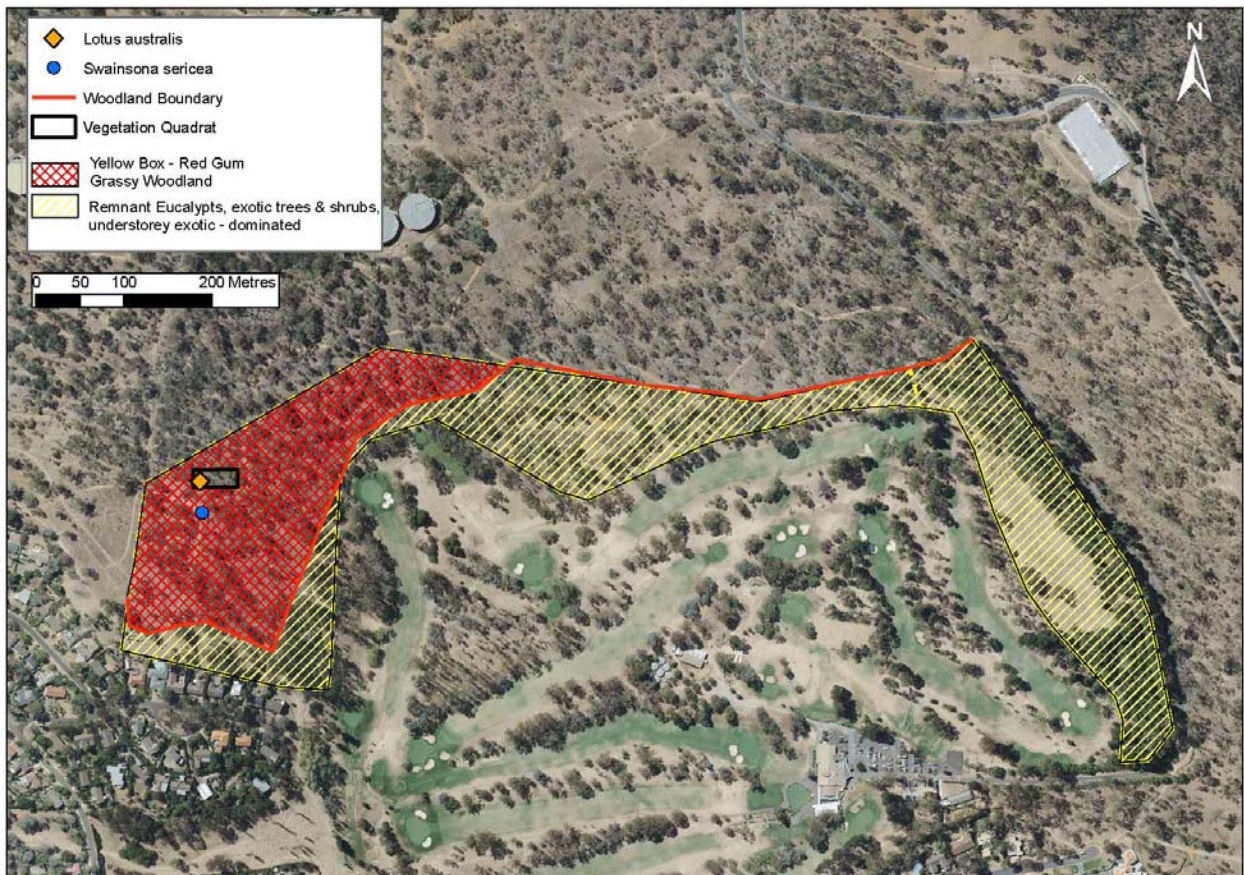 Lotus australis
Swainsona sericea
Woodland Boundary
Vegetation Quadrat
Yellow Box - Red Gum
Grassy Woodland
Remnant Eucalypts, exotic trees & shrubs,
understorey exotic - dominated
0 50 100 200 Metres
N